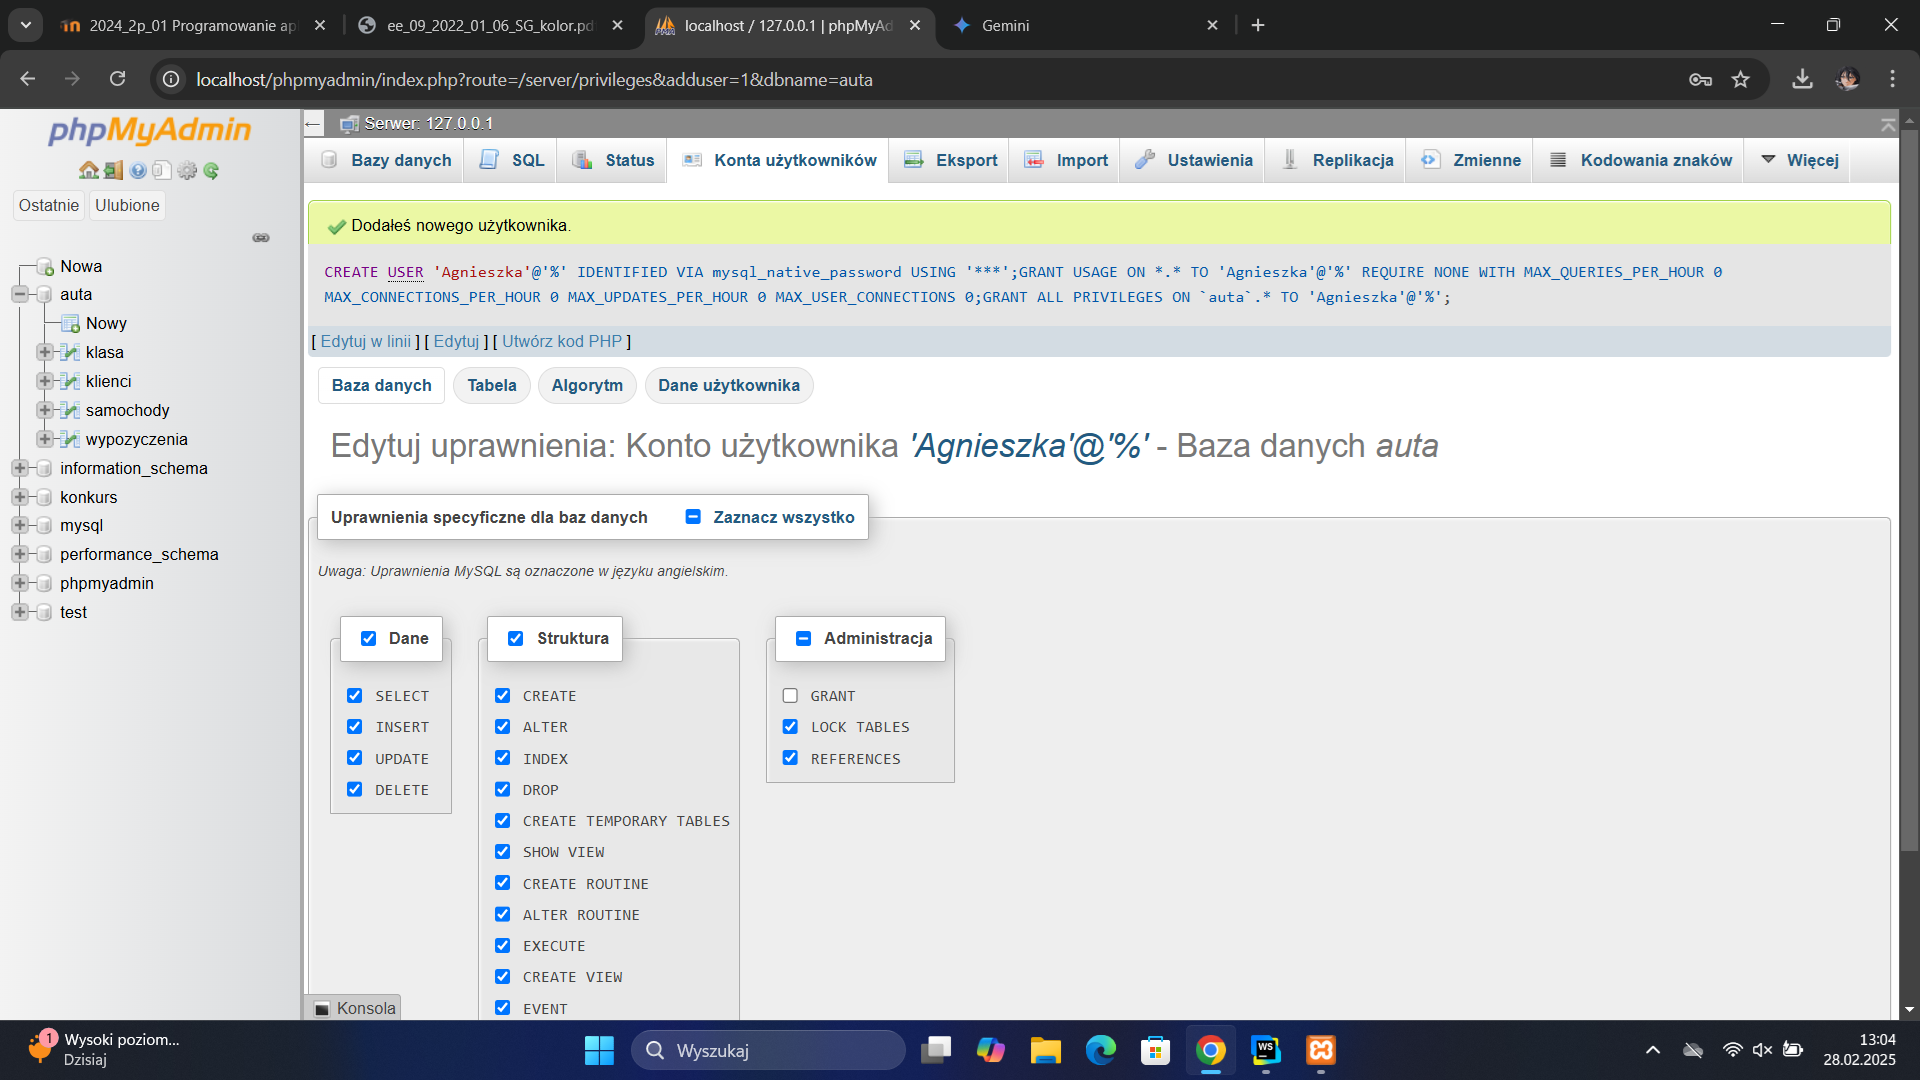 2024_2p_01 Programowanie ap
ee_09_2022_01_06_SG_kolor.pd
localhost / 127.0.0.1 | phpMyAd
Gemini
localhost/phpmyadmin/index.php?route=/server/privileges&adduser=1&dbname=auta
phpMyAdmin
Ostatnie
Ulubione
Nowa
auta
Nowy
klasa
klienci
samochody
wypozyczenia
information_schema
konkurs
mysql
performance_schema
phpmyadmin
test
Serwer: 127.0.0.1
Bazy danych
SQL
Status
Konta użytkowników
Eksport
Import
Ustawienia
Replikacja
Zmienne
Kodowania znaków
Więcej
Dodałeś nowego użytkownika.
CREATE USER 'Agnieszka'@'%' IDENTIFIED VIA mysql_native_password USING '***';GRANT USAGE ON *.* TO 'Agnieszka'@'%' REQUIRE NONE WITH MAX_QUERIES_PER_HOUR 0
MAX_CONNECTIONS_PER_HOUR 0 MAX_UPDATES_PER_HOUR 0 MAX_USER_CONNECTIONS 0;GRANT ALL PRIVILEGES ON `auta`.* TO 'Agnieszka'@'%';
[ Edytuj w linii ] [ Edytuj ] [ Utwórz kod PHP ]
Baza danych
Tabela
Algorytm
Dane użytkownika
Edytuj uprawnienia: Konto użytkownika 'Agnieszka'@'%' - Baza danych auta
Uprawnienia specyficzne dla baz danych
Zaznacz wszystko
Uwaga: Uprawnienia MySQL są oznaczone w języku angielskim.
Dane
SELECT
INSERT
UPDATE
DELETE
Struktura
CREATE
ALTER
INDEX
DROP
CREATE TEMPORARY TABLES
SHOW VIEW
CREATE ROUTINE
ALTER ROUTINE
EXECUTE
CREATE VIEW
EVENT
Administracja
GRANT
LOCK TABLES
REFERENCES
Konsola
1
Wysoki poziom...
Dzisiaj
Wyszukaj
WS
13:04
28.02.2025